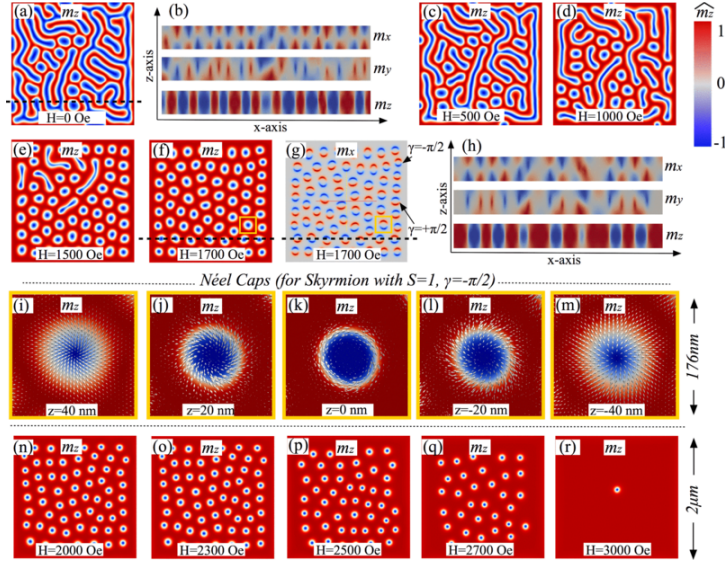 (a) mz
H=0 Oe
(b)
z-axis
mx
my
mz
x-axis
(c) mz
H=500 Oe
(d) mz
H=1000 Oe
mz
1
0
-1
(e) mz
H=1500 Oe
(f) mz
H=1700 Oe
(g) mx
γ=-π/2
γ=+π/2
H=1700 Oe
(h)
z-axis
mx
my
mz
x-axis
Néel Caps (for Skyrmion with S=1, γ=-π/2)
(i) mz
z=40 nm
(j) mz
z=20 nm
(k) mz
z=0 nm
(l) mz
z=-20 nm
(m) mz
z=-40 nm
176nm
(n) mz
H=2000 Oe
(o) mz
H=2300 Oe
(p) mz
H=2500 Oe
(q) mz
H=2700 Oe
(r) mz
H=3000 Oe
2μm